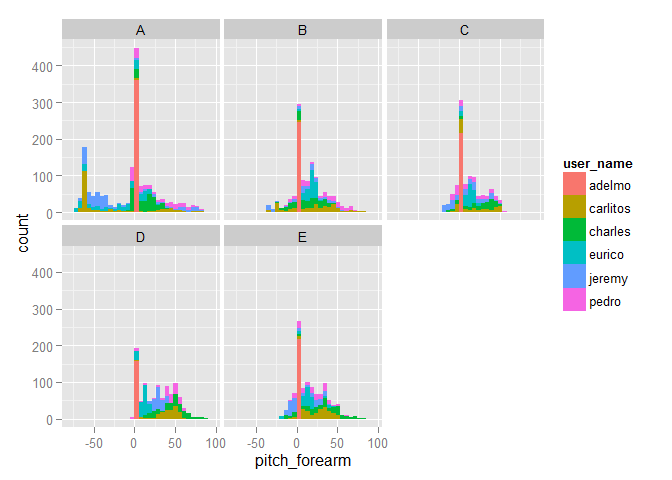 A
B
C
400
300
200
100
0
count
D
E
400
300
200
100
0
-50
0
50
100
-50
0
50
100
pitch_forearm
user_name
adelmo
carlitos
charles
eurico
jeremy
pedro